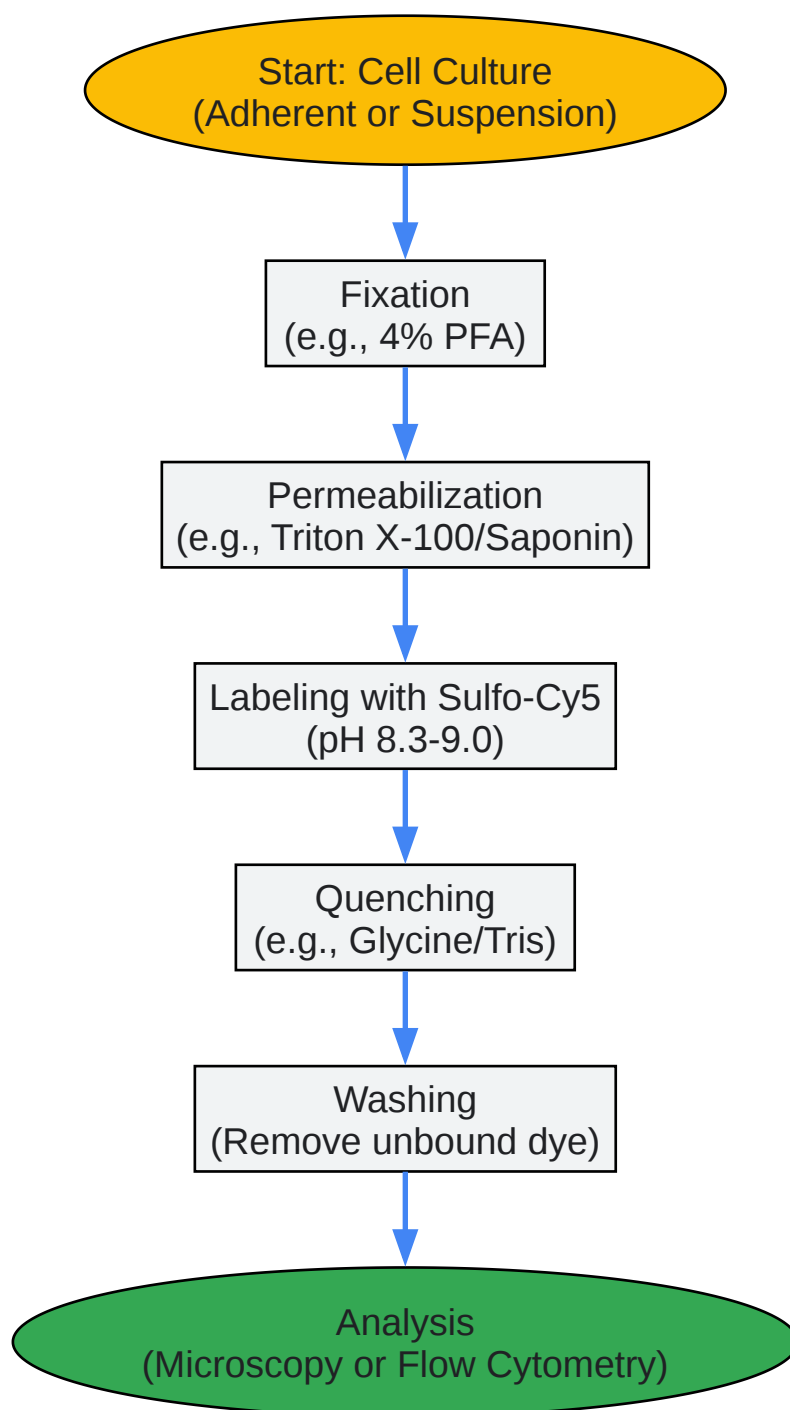 Start: Cell Culture
(Adherent or Suspension)
Fixation
(e.g., 4% PFA)
Permeabilization
(e.g., Triton X-100/Saponin)
Labeling with Sulfo-Cy5
(pH 8.3-9.0)
Quenching
(e.g., Glycine/Tris)
Washing
(Remove unbound dye)
Analysis
(Microscopy or Flow Cytometry)